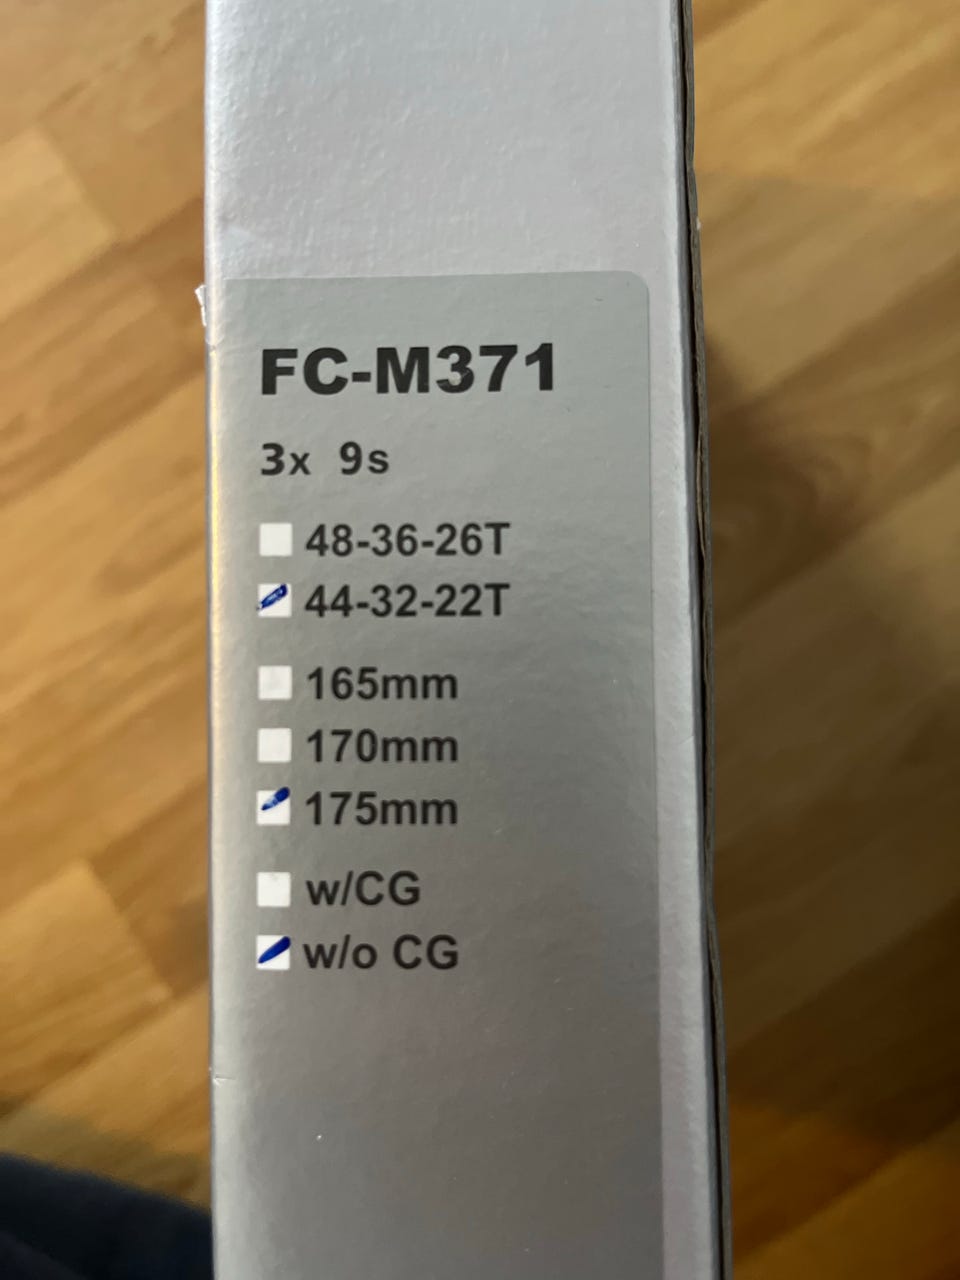 FC-M371
3x 9s
48-36-26T
44-32-22T
165mm
170mm
175mm
w/CG
w/o CG